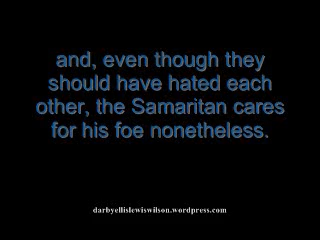 and, even though they
should have hated each
other, the Samaritan cares
for his foe nonetheless.
darbyellislewiswilson.wordpress.com